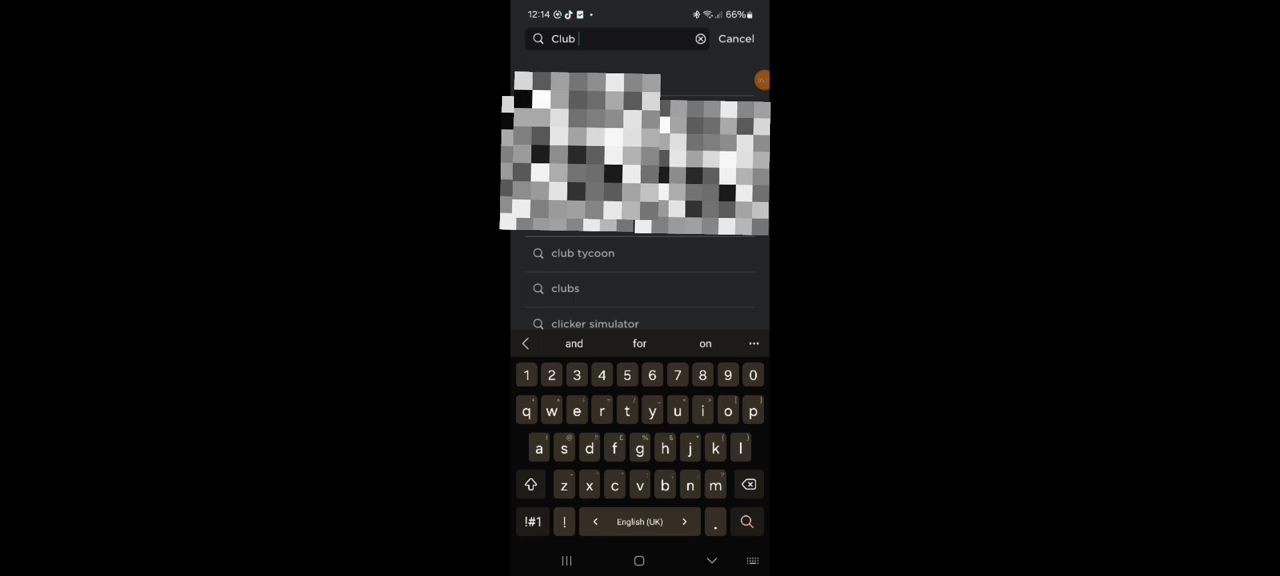 12:14 66%
Club Cancel
club tycoon
clubs
clicker simulator
and for on
1 2 3 4 5 6 7 8 9 0
q w e r t y u i o p
a s d f g h j k l
z x c v b n m
!#1 ! English (UK) .